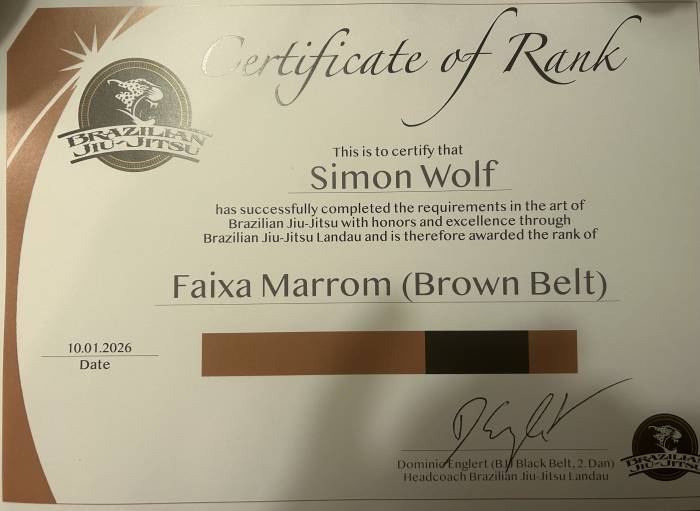 Certificate of Rank
BRAZILIAN
JIU-JITSU
This is to certify that
Simon Wolf
has successfully completed the requirements in the art of
Brazilian Jiu-Jitsu with honors and excellence through
Brazilian Jiu-Jitsu Landau and is therefore awarded the rank of
Faixa Marrom (Brown Belt)
10.01.2026
Date
D. Englert
Dominic Englert (BJJ Black Belt, 2. Dan)
Headcoach Brazilian Jiu-Jitsu Landau
BRAZILIAN
JIU-JITSU